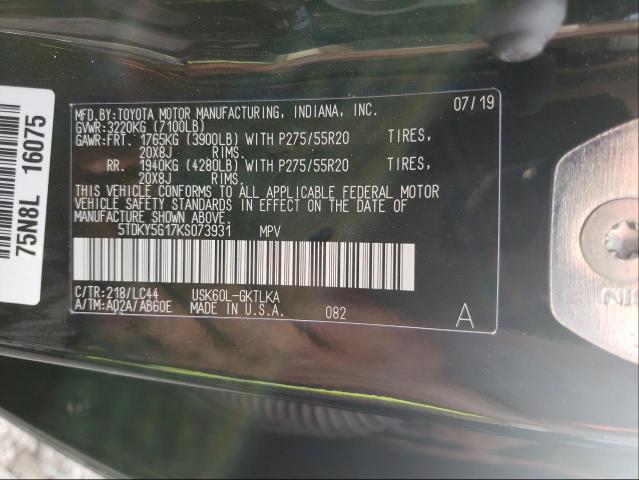 MFD.BY:TOYOTA MOTOR MANUFACTURING, INDIANA, INC. 07/19
GVWR:3220KG (7100LB)
GAWR:FRT. 1765KG (3900LB) WITH P275/55R20 TIRES,
20X8J RIMS
RR. 1940KG (4280LB) WITH P275/55R20 TIRES,
20X8J RIMS
THIS VEHICLE CONFORMS TO ALL APPLICABLE FEDERAL MOTOR
VEHICLE SAFETY STANDARDS IN EFFECT ON THE DATE OF
MANUFACTURE SHOWN ABOVE.
5TDKY5G17KS073931 MPV
C/TR:218/LC44 USK60L-GKTLKA
A/TM:A02A/AB60E MADE IN U.S.A. 082 A
75N8L 16075